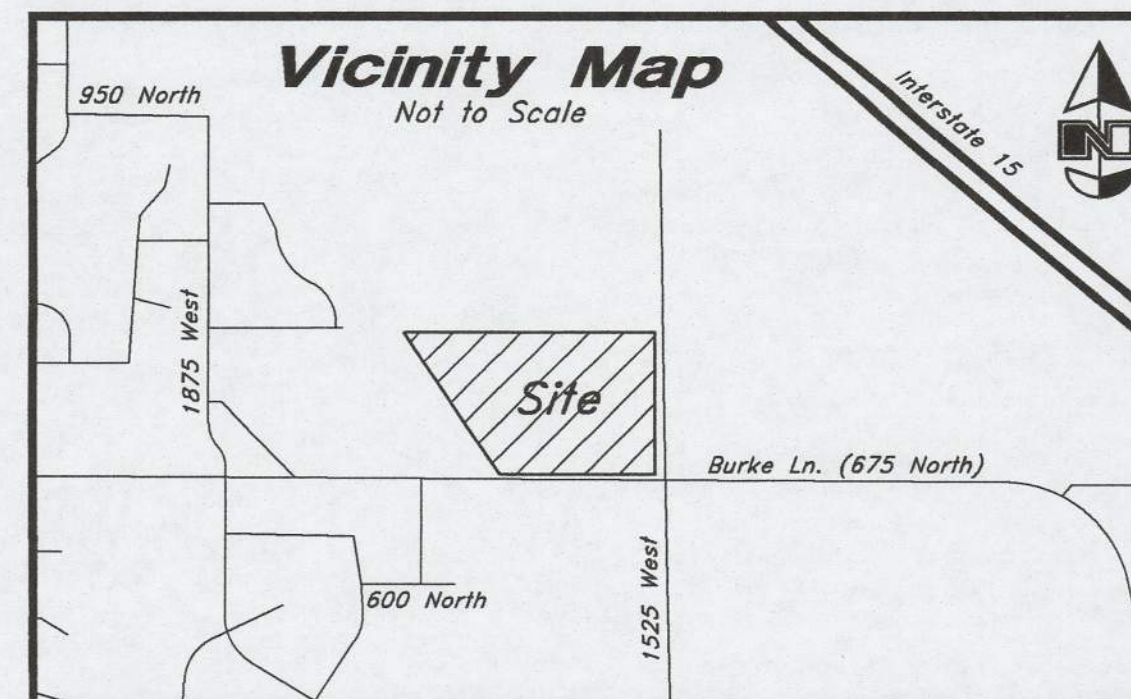 Vicinity Map
Not to Scale
950 North
Interstate 15
N
1875 West
Site
Burke Ln. (675 North)
1525 West
600 North